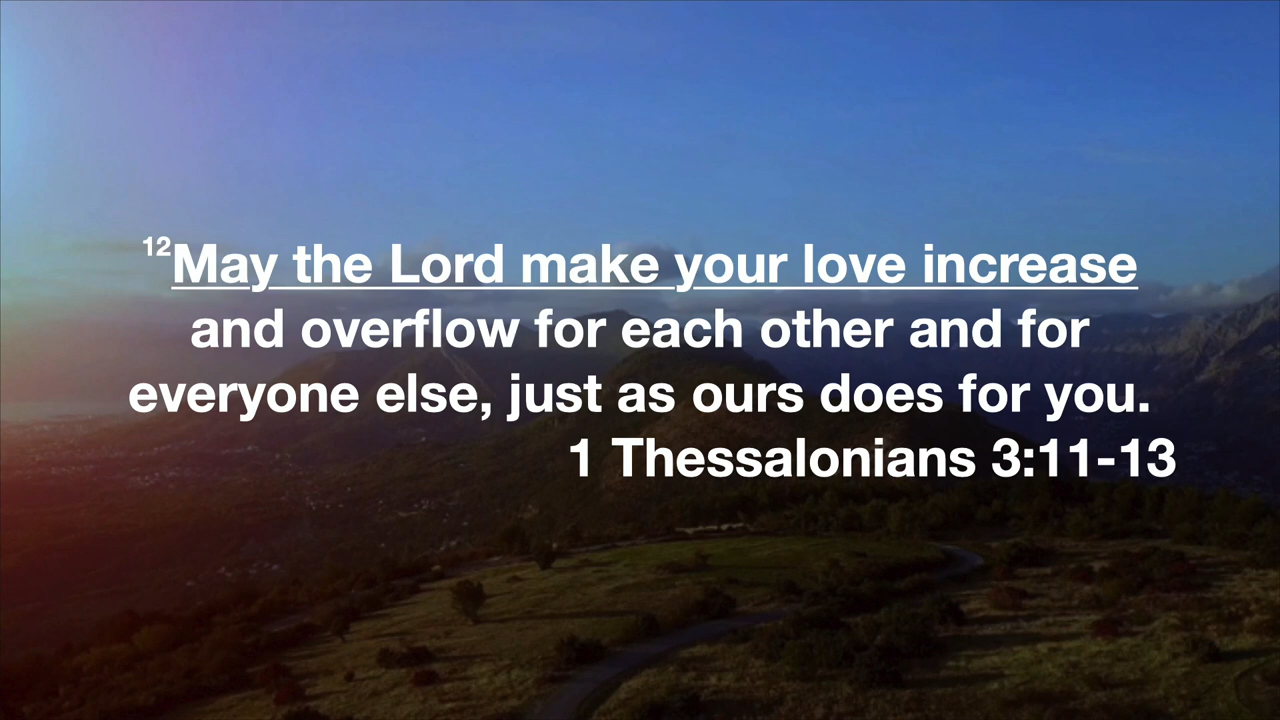 ¹²May the Lord make your love increase
and overflow for each other and for
everyone else, just as ours does for you.
1 Thessalonians 3:11-13